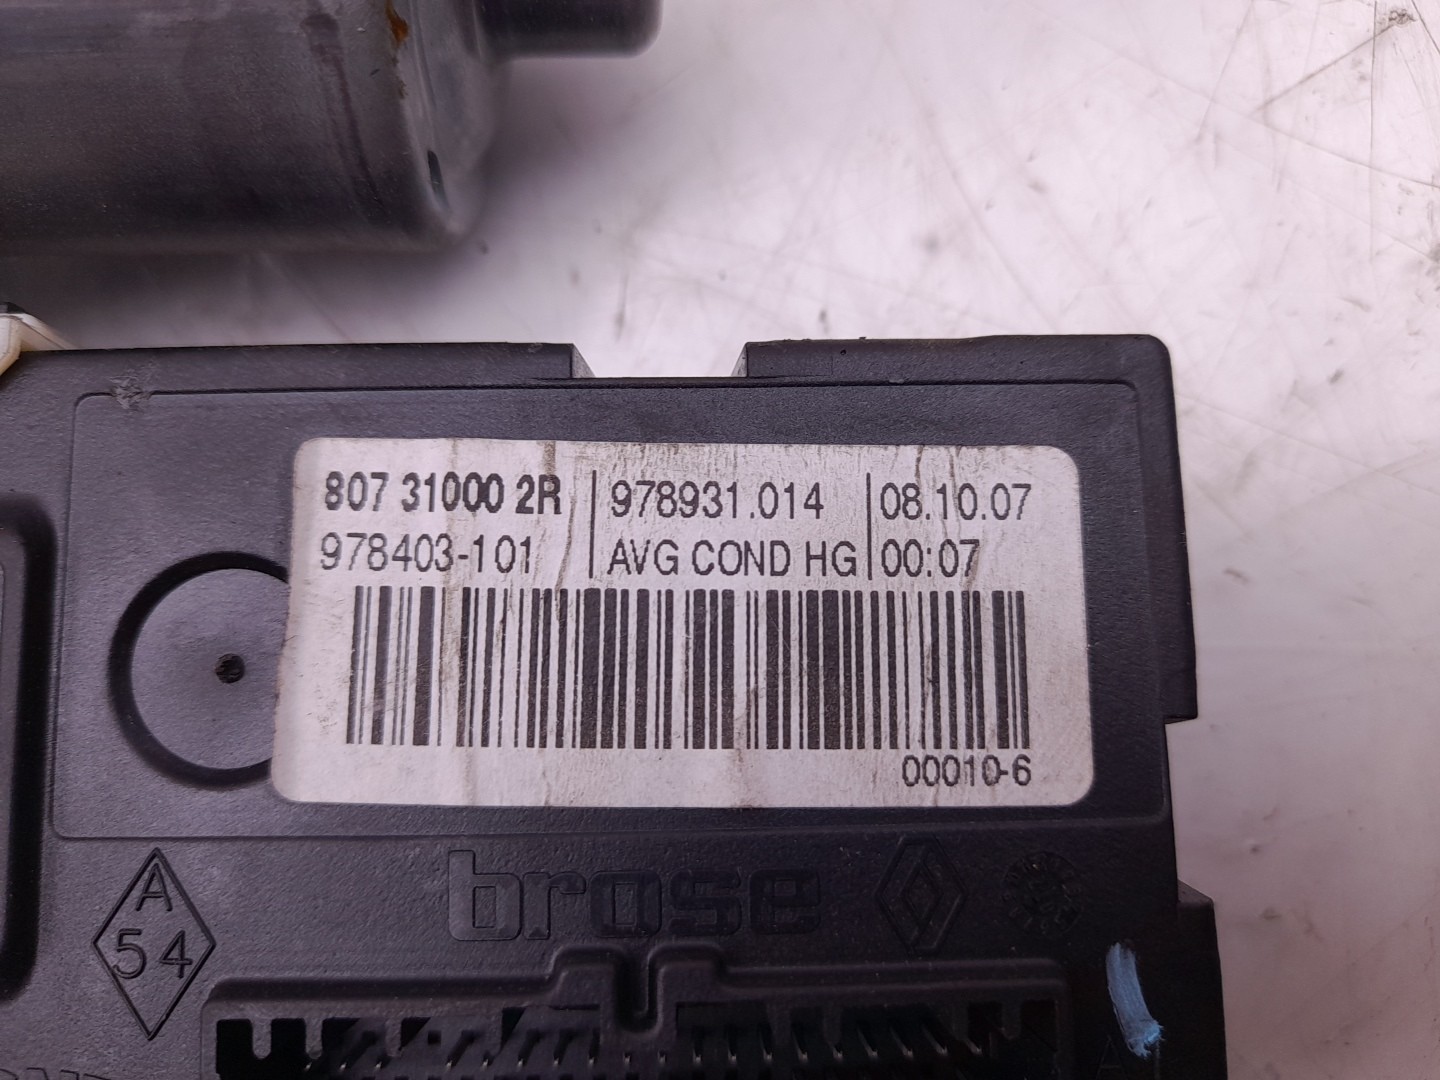 807 31000 2R
978403-101
978931.014
AVG COND HG
08.10.07
00:07
00010-6
brose
A
54